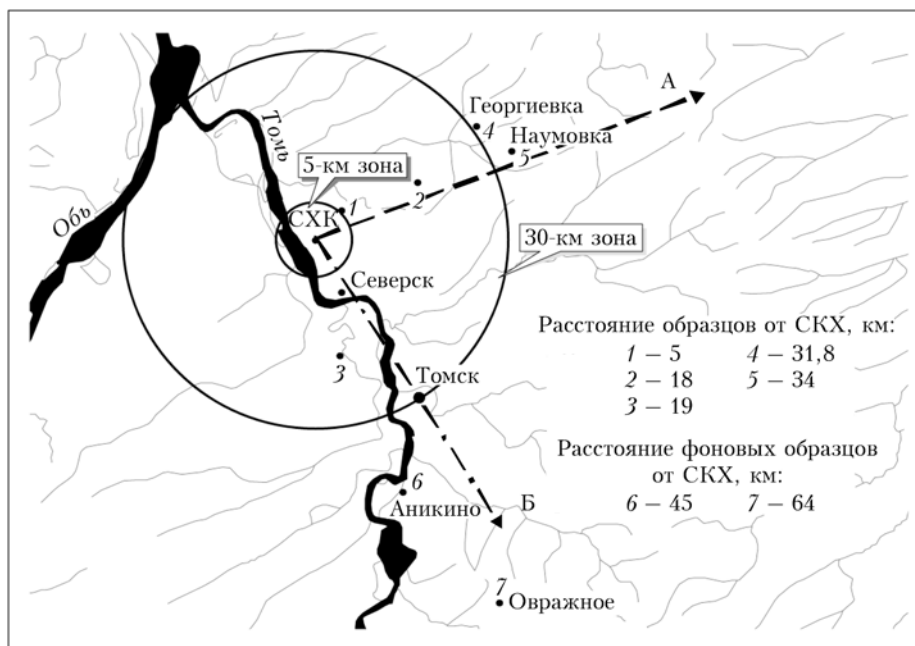 А
Георгиевка
4
Наумовка
5
Томь
5-км зона
1
2
СХК
Обь
30-км зона
Северск
3
Томск
Расстояние образцов от СКХ, км:
1 – 5 4 – 31,8
2 – 18 5 – 34
3 – 19
Расстояние фоновых образцов
от СКХ, км:
6 – 45 7 – 64
6
Аникино
Б
7
Овражное